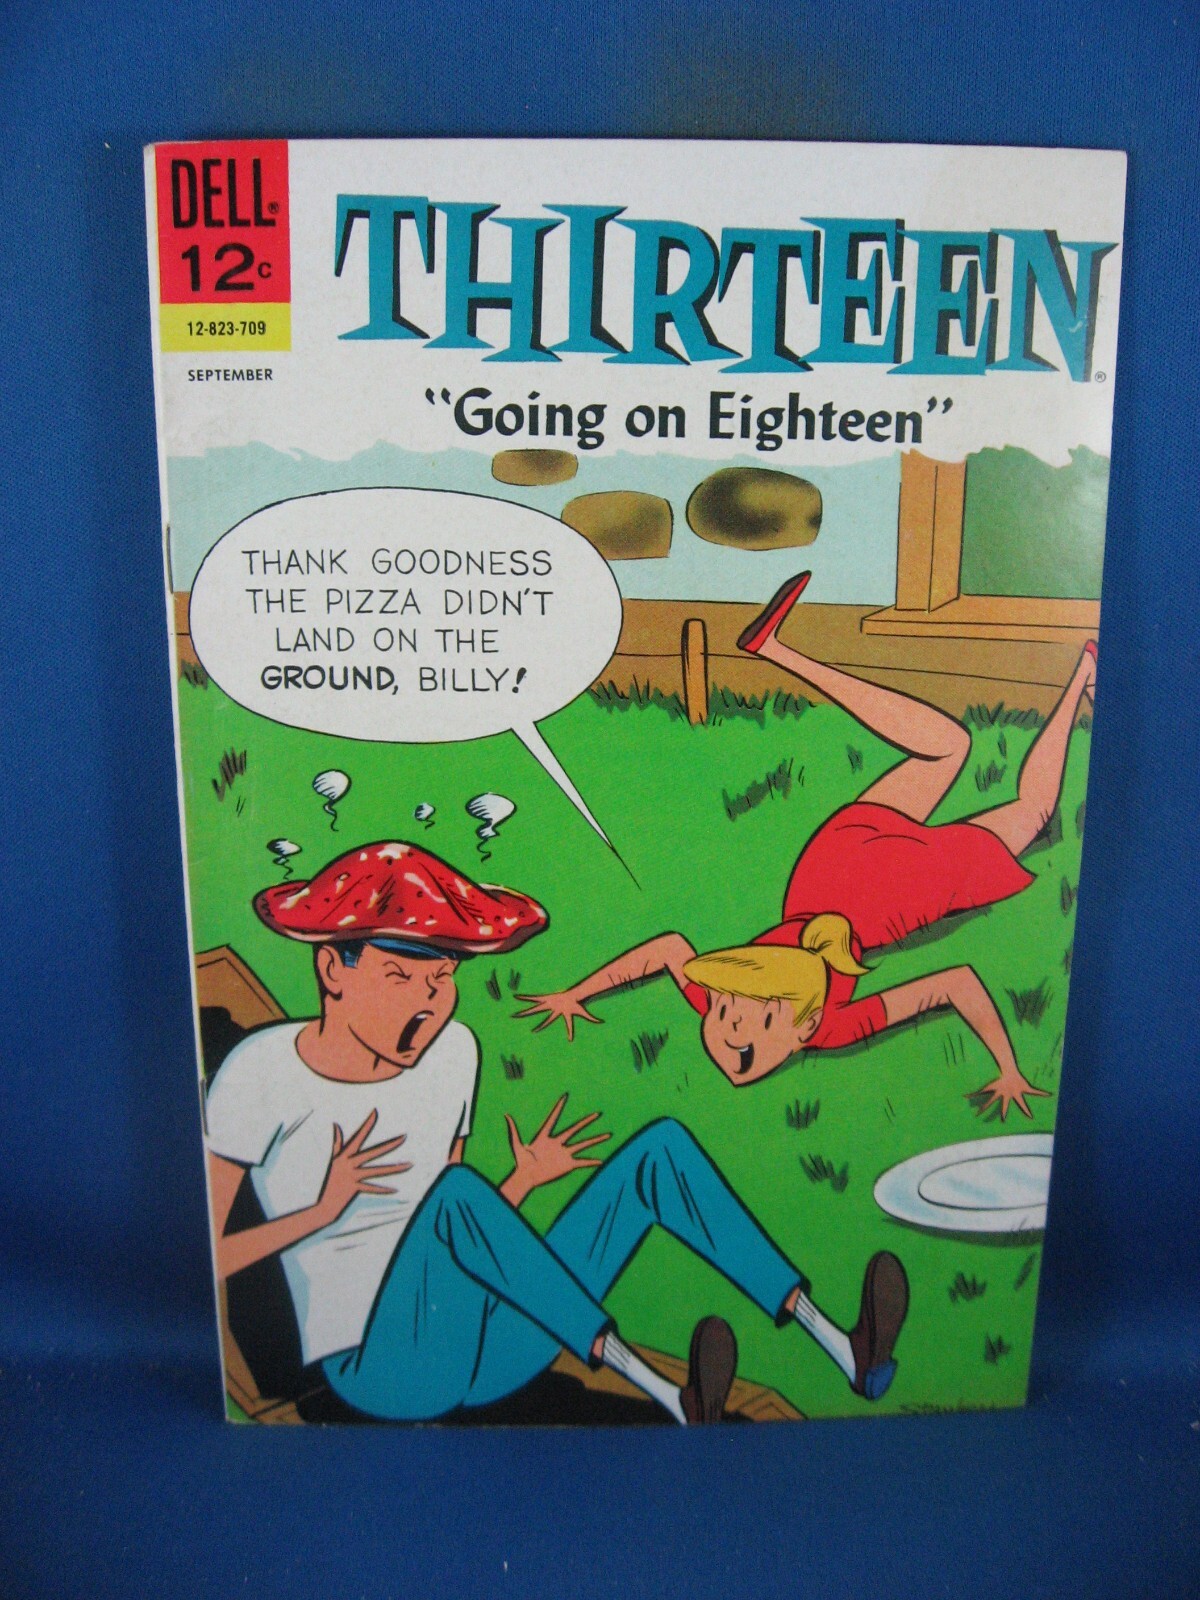 DELL®
12c
12-823-709
SEPTEMBER
THIRTEEN®
"Going on Eighteen"
THANK GOODNESS
THE PIZZA DIDN'T
LAND ON THE
GROUND, BILLY!